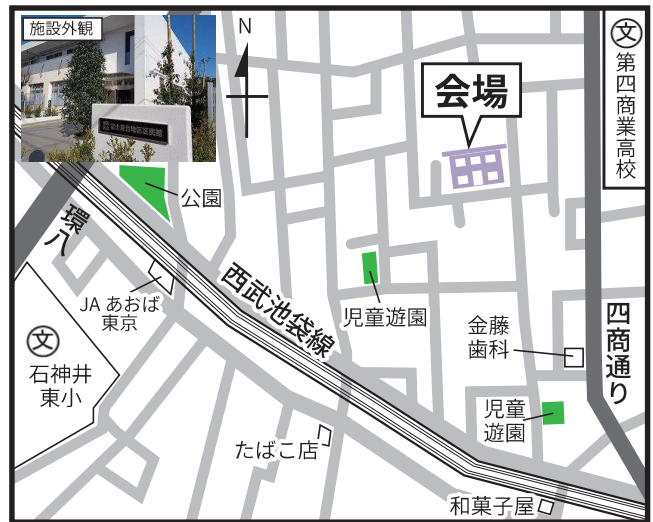 施設外観
N
会場
文
第四商業高校
公園
環八
西武池袋線
JA あおば
東京
児童遊園
金藤
歯科
四商通り
文
石神井
東小
児童
遊園
たばこ店
和菓子屋